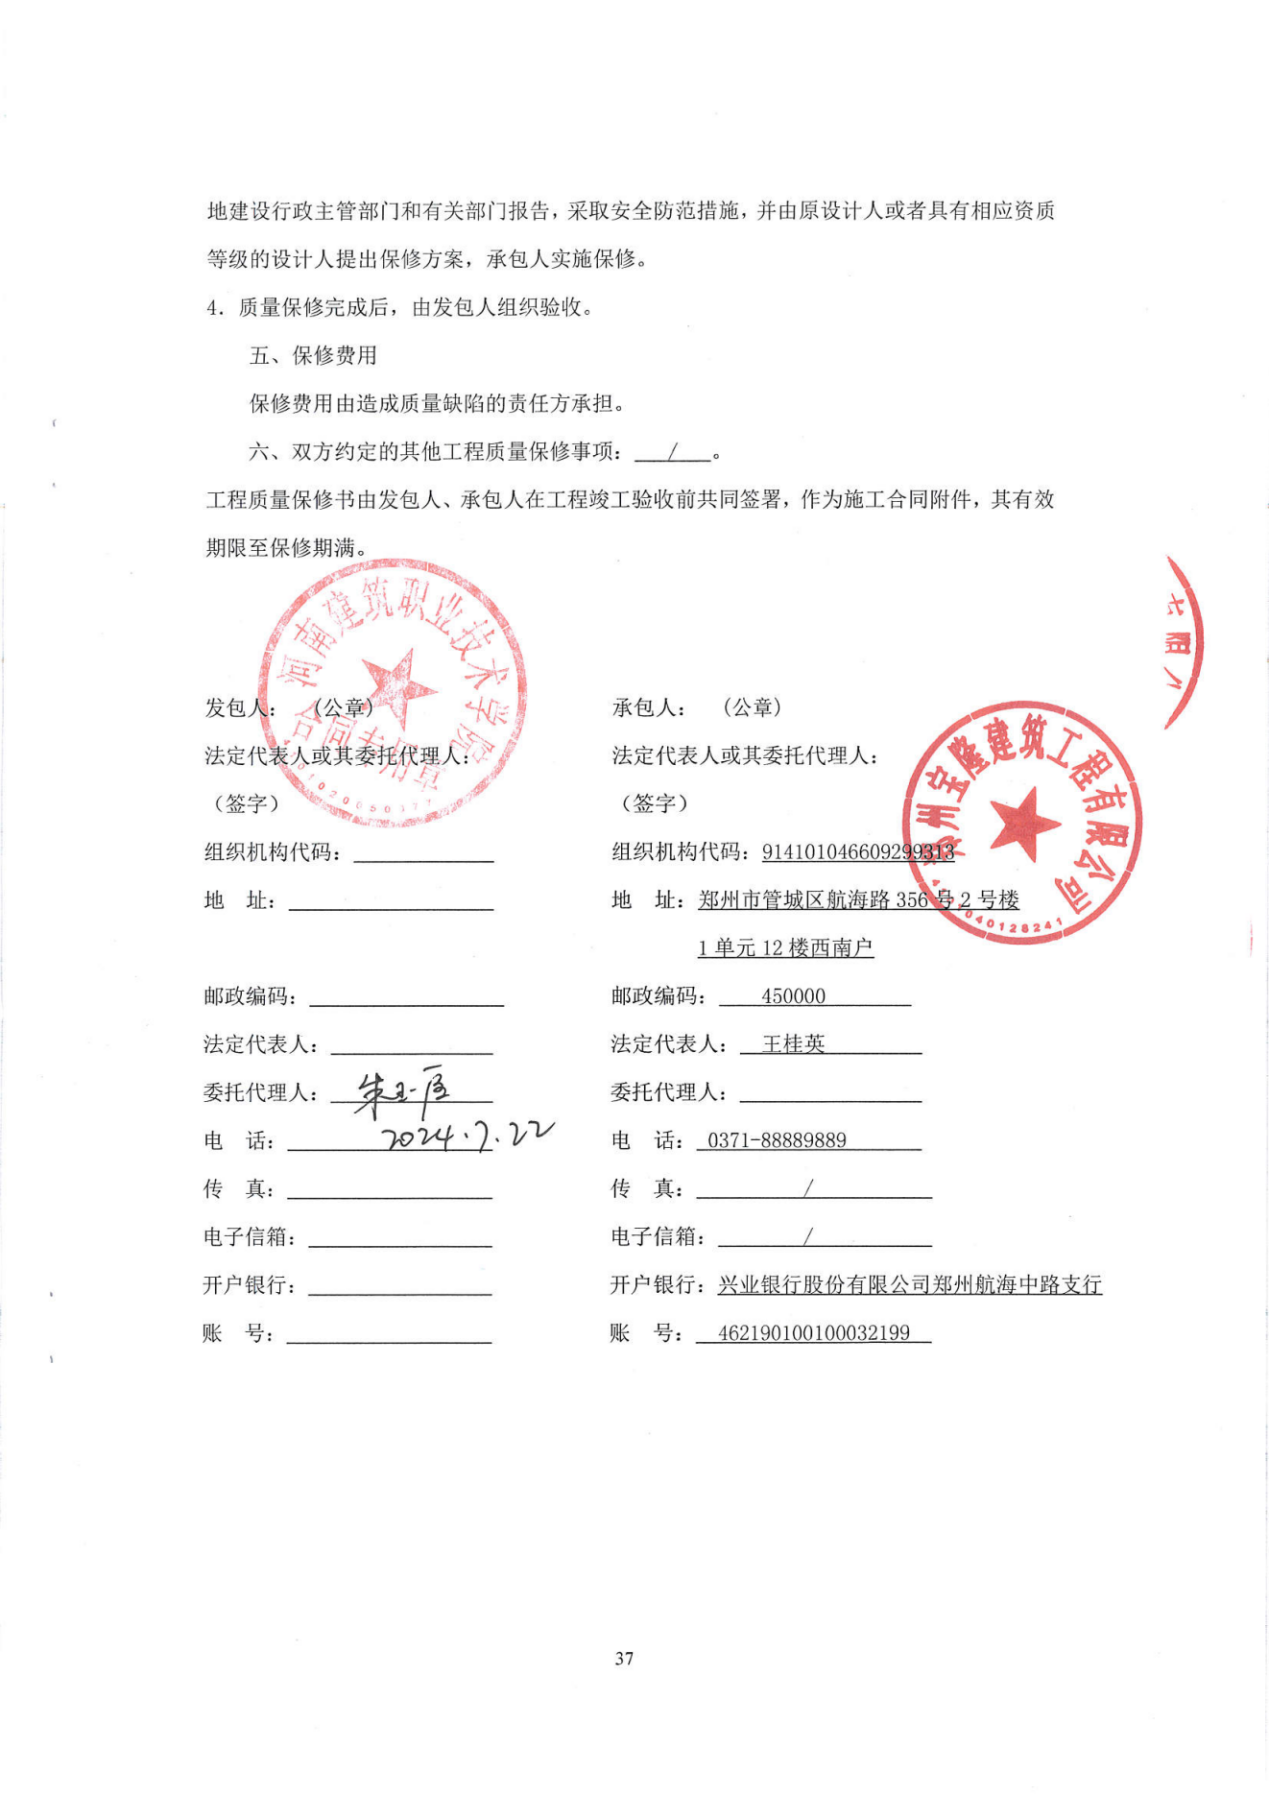 地建设行政主管部门和有关部门报告，采取安全防范措施，并由原设计人或者具有相应资质
等级的设计人提出保修方案，承包人实施保修。
4. 质量保修完成后，由发包人组织验收。
五、保修费用
保修费用由造成质量缺陷的责任方承担。
六、双方约定的其他工程质量保修事项： / 。
工程质量保修书由发包人、承包人在工程竣工验收前共同签署，作为施工合同附件，其有效
期限至保修期满。
河南建筑职业技术学院
合同专用章
发包人： （公章）
法定代表人或其委托代理人：
（签字）
组织机构代码：
地 址：
邮政编码：
法定代表人：
委托代理人：
电 话： 2024.7.22
传 真：
电子信箱：
开户银行：
账 号：
承包人： （公章）
法定代表人或其委托代理人：
（签字）
组织机构代码：914101046609299313
地 址：郑州市管城区航海路 356 号 2 号楼
1 单元 12 楼西南户
邮政编码： 450000
法定代表人： 王桂英
委托代理人：
电 话： 0371-88889889
传 真： /
电子信箱： /
开户银行：兴业银行股份有限公司郑州航海中路支行
账 号： 462190100100032199
郑州宝隆建筑工程有限公司
37